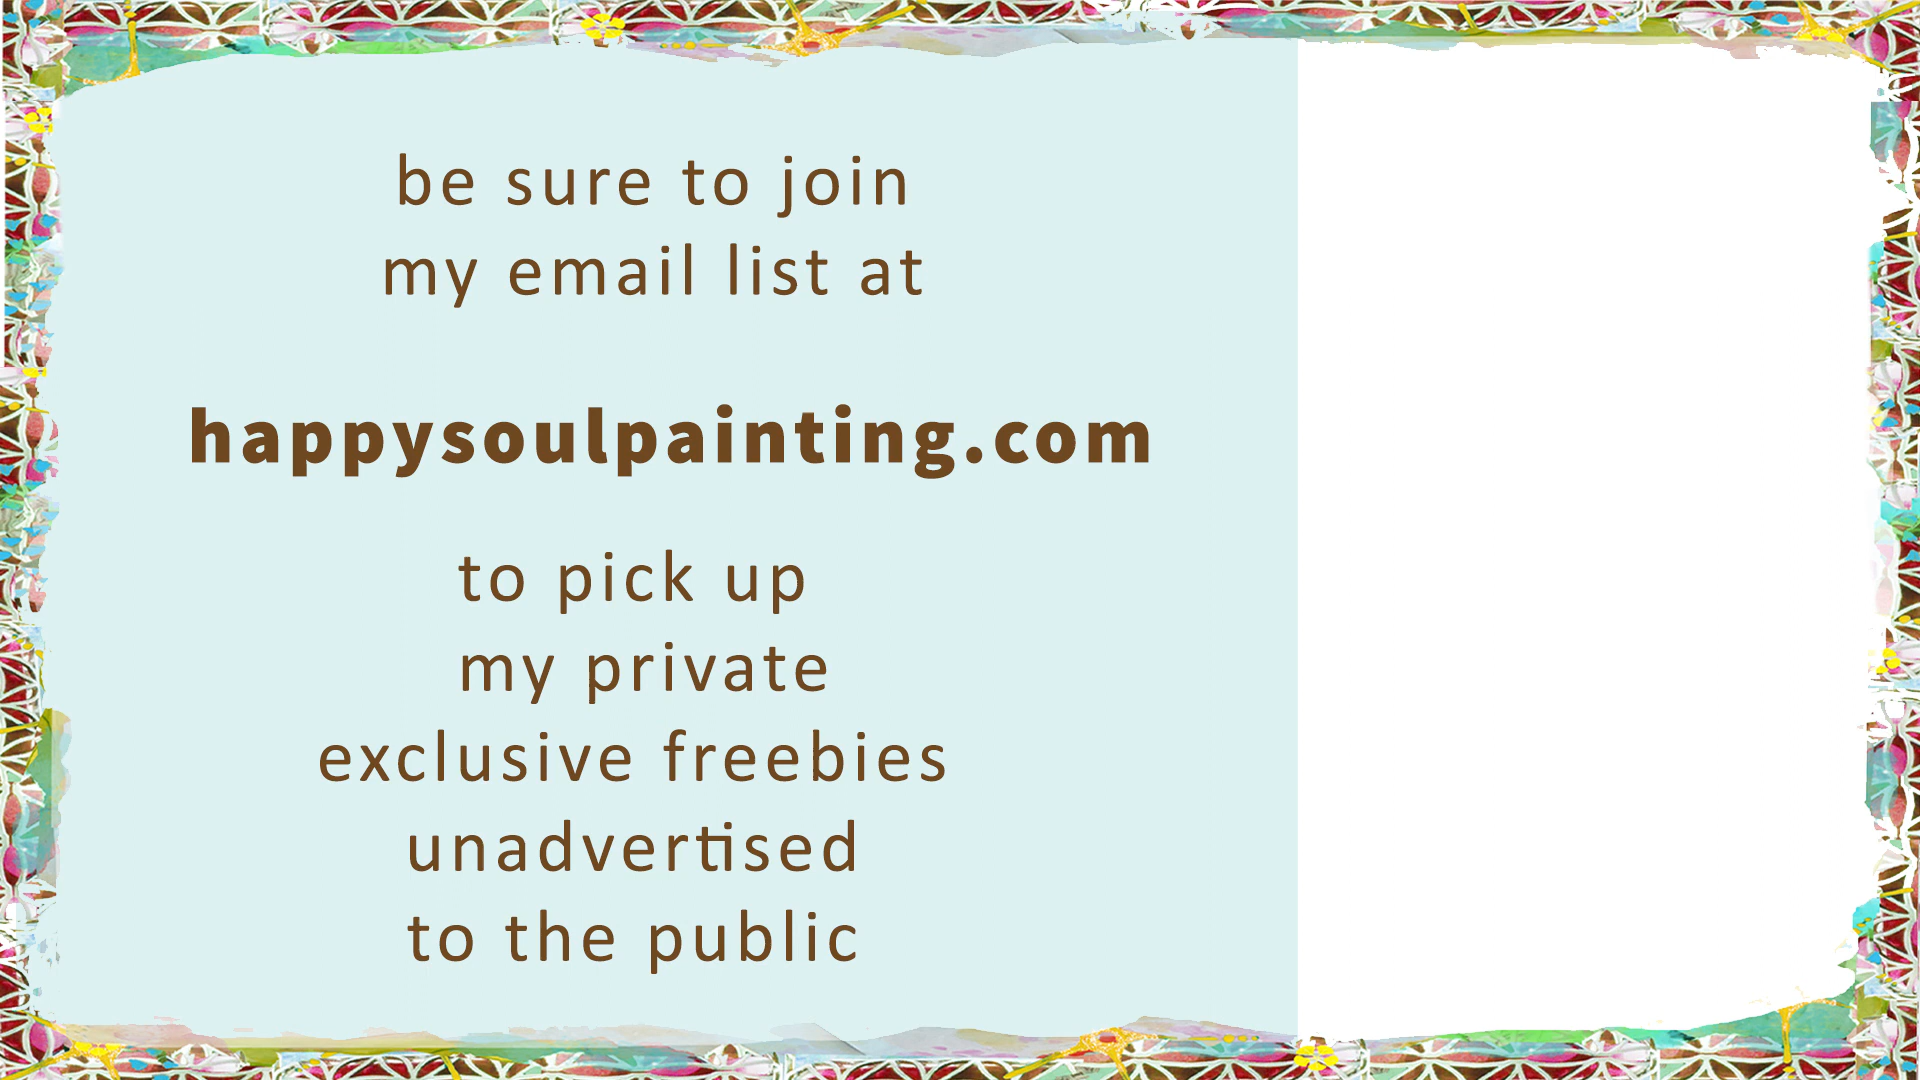 be sure to join
my email list at
happysoulpainting.com
to pick up
my private
exclusive freebies
unadvertised
to the public